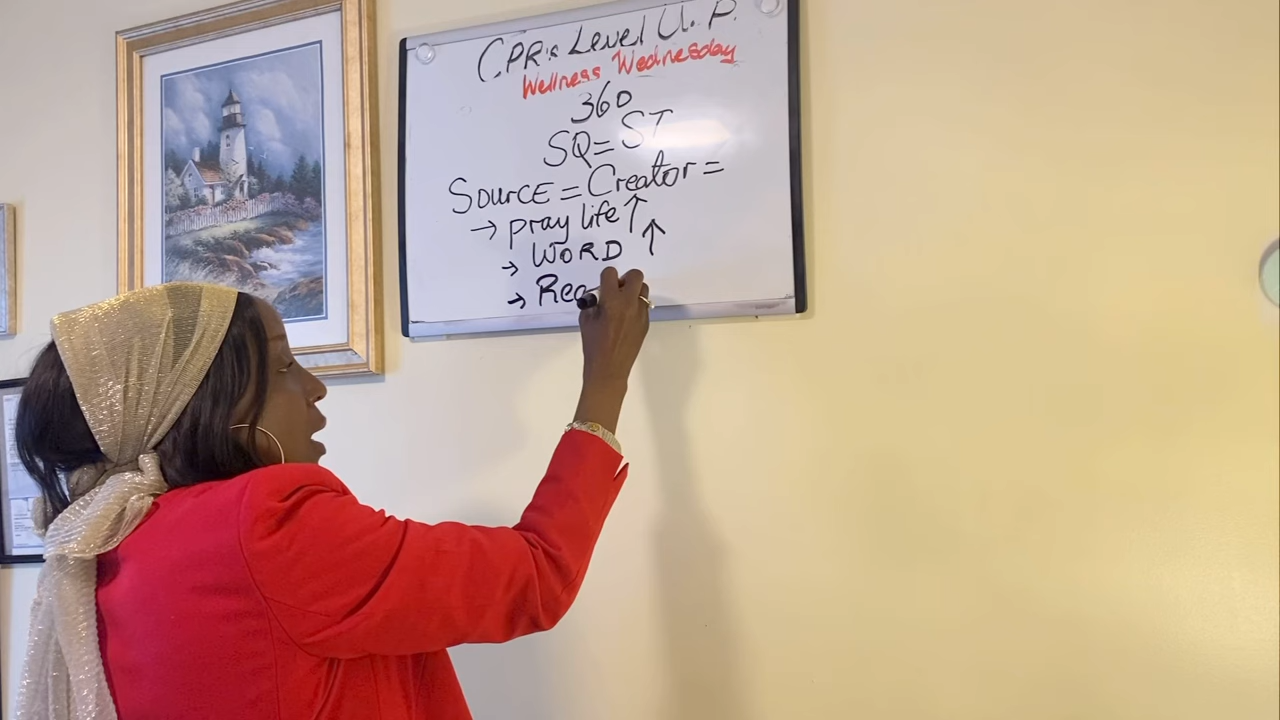 CPR's Level U.P.
Wellness Wednesday
360
SQ = ST
Source = Creator =
→ pray life ↑
→ WORD ↑
→ Rea